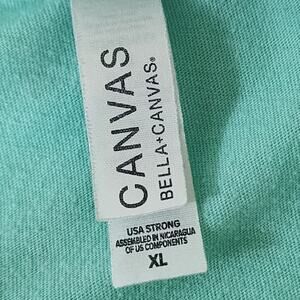 CANVAS
BELLA+CANVAS®
USA STRONG
ASSEMBLED IN NICARAGUA
OF US COMPONENTS
XL